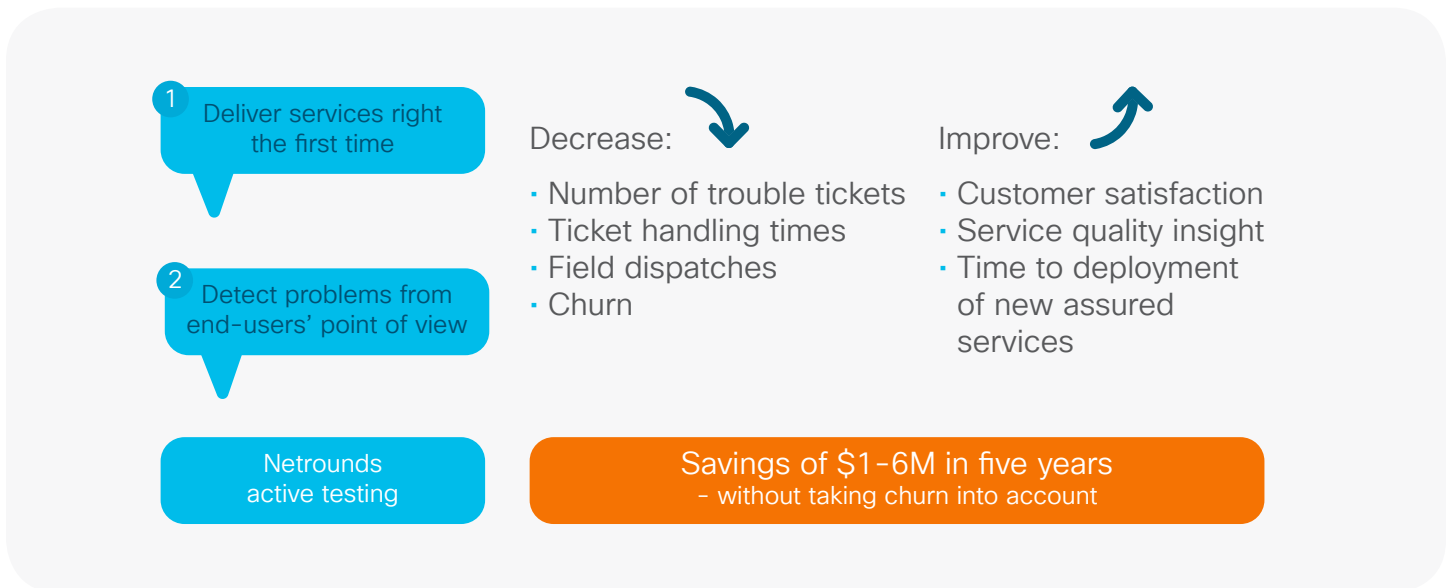 1
Deliver services right
the first time
2
Detect problems from
end-users’ point of view
Netrounds
active testing
Decrease:
· Number of trouble tickets
· Ticket handling times
· Field dispatches
· Churn
Improve:
· Customer satisfaction
· Service quality insight
· Time to deployment
of new assured
services
Savings of $1-6M in five years
- without taking churn into account